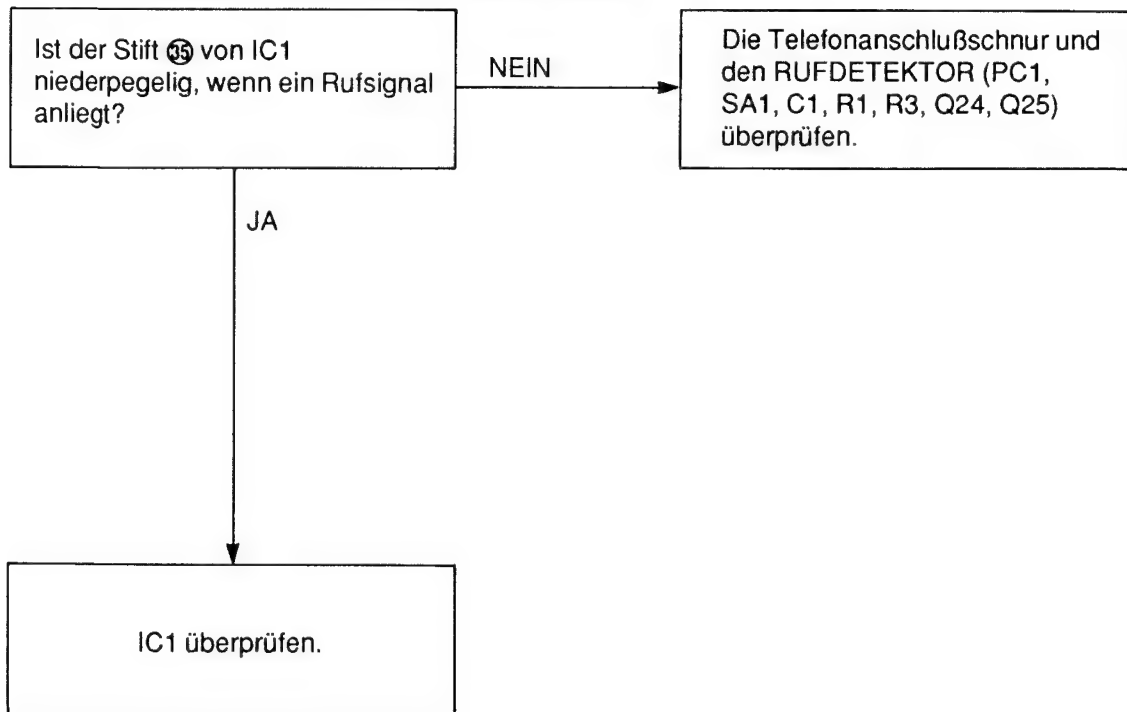 Ist der Stift ㉟ von IC1
niederpegelig, wenn ein Rufsignal
anliegt?
NEIN
Die Telefonanschlußschnur und
den RUFDETEKTOR (PC1,
SA1, C1, R1, R3, Q24, Q25)
überprüfen.
JA
IC1 überprüfen.